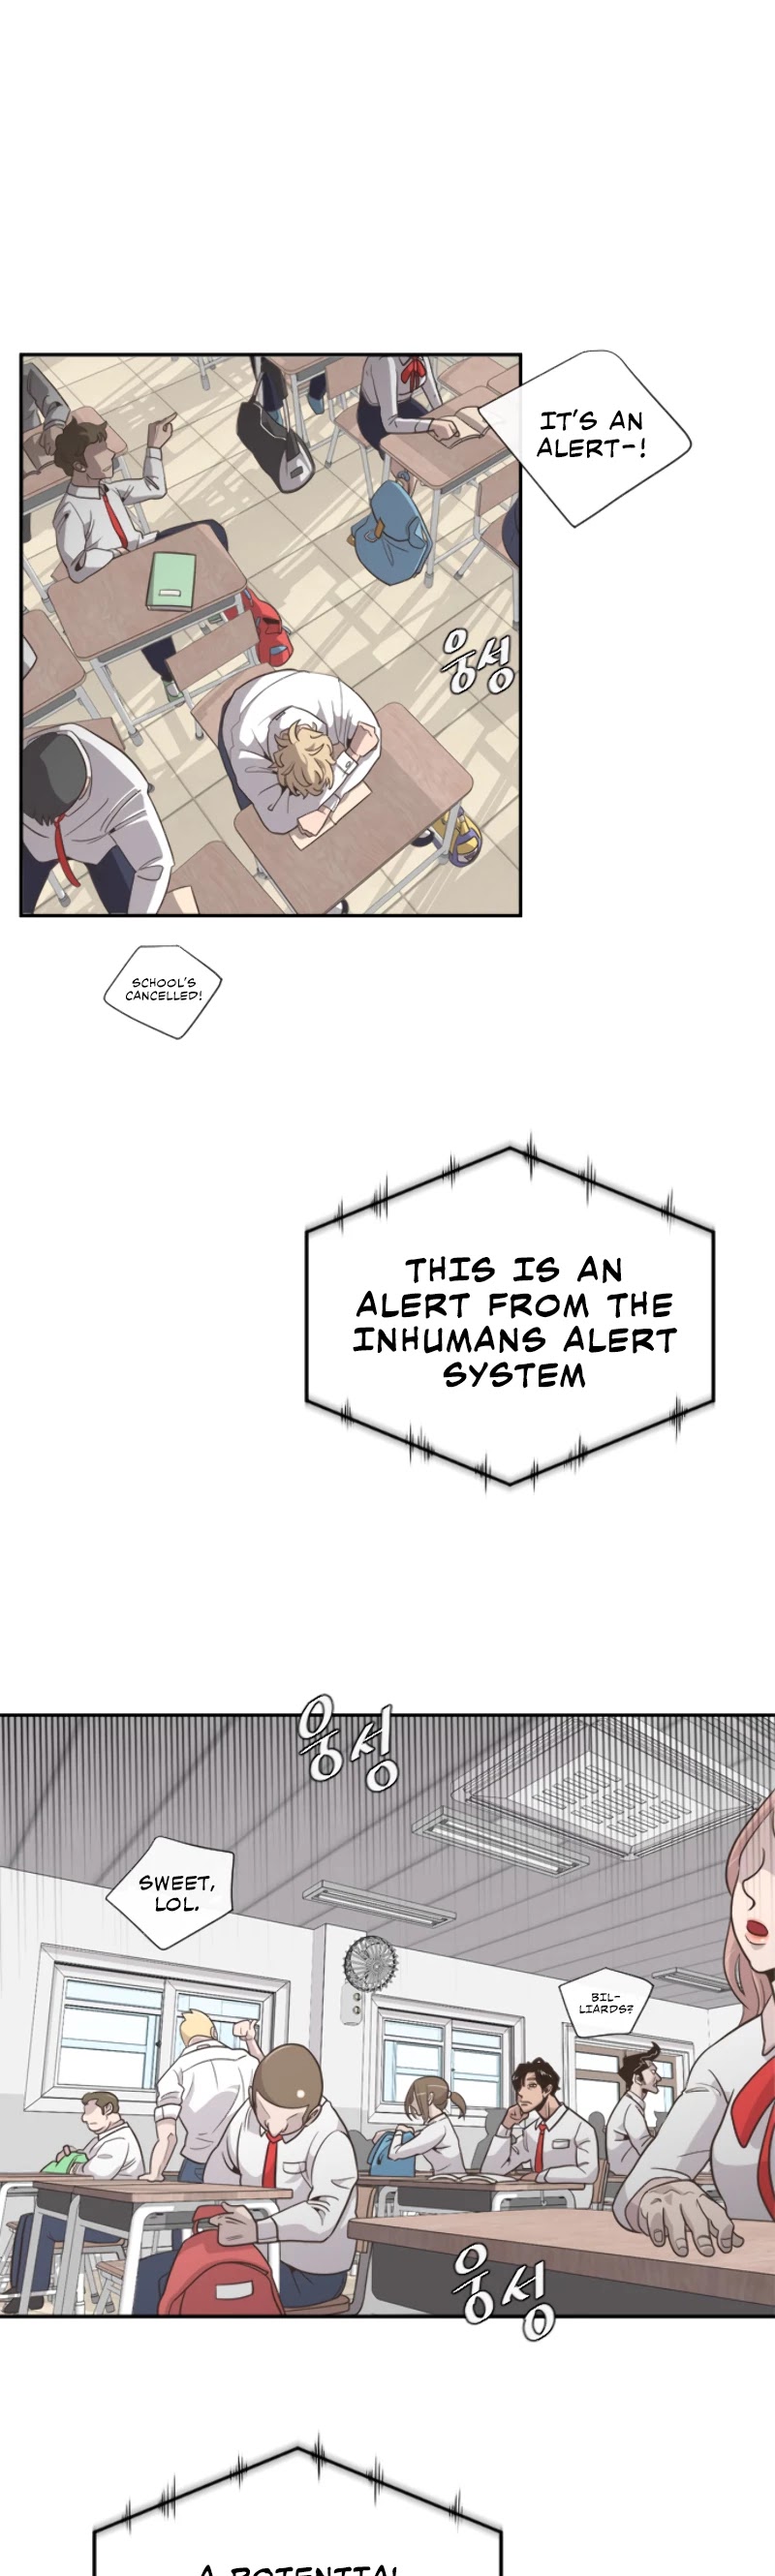 IT'S AN
ALERT-!
웅성
SCHOOL'S
CANCELLED!
THIS IS AN
ALERT FROM THE
INHUMANS ALERT
SYSTEM
웅성
SWEET,
LOL.
BIL-
LIARDS?
웅성
A POTENTIAL